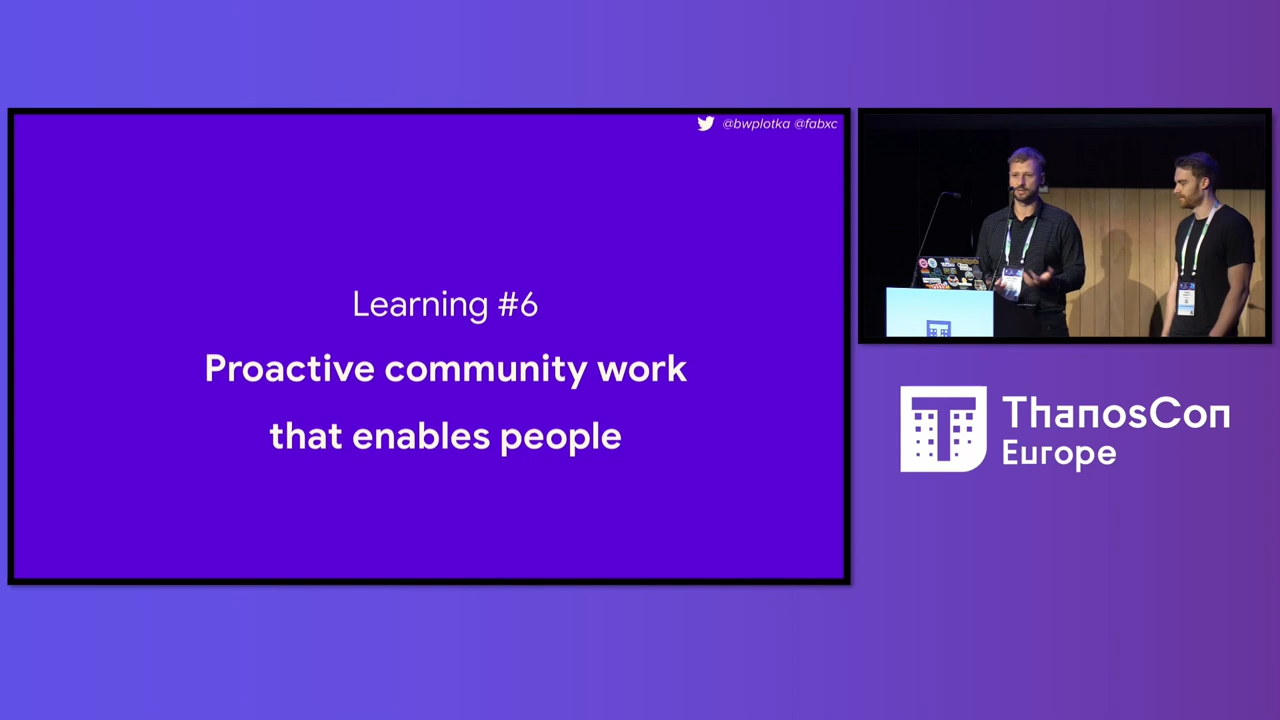 @bwplotka @fabxc
Learning #6
Proactive community work
that enables people
ThanosCon
Europe